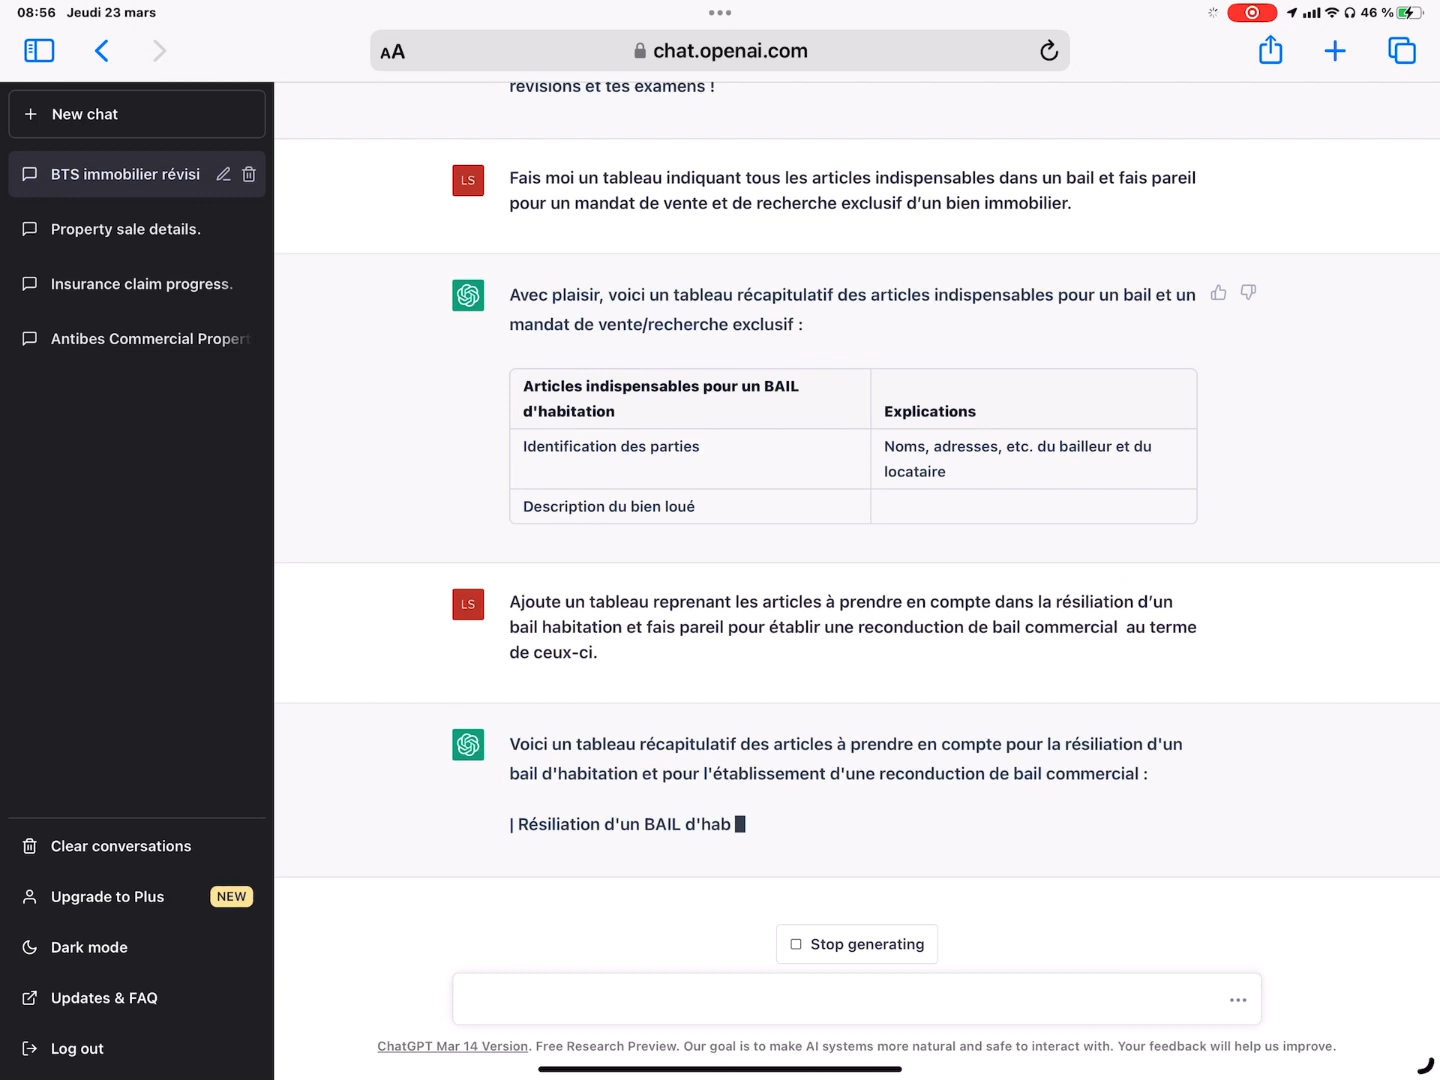 08:56 Jeudi 23 mars
46 %
AA
chat.openai.com
New chat
BTS immobilier révisi
Property sale details.
Insurance claim progress.
Antibes Commercial Propert
Clear conversations
Upgrade to Plus
NEW
Dark mode
Updates & FAQ
Log out
révisions et tes examens !
LS
Fais moi un tableau indiquant tous les articles indispensables dans un bail et fais pareil
pour un mandat de vente et de recherche exclusif d’un bien immobilier.
Avec plaisir, voici un tableau récapitulatif des articles indispensables pour un bail et un
mandat de vente/recherche exclusif :
Articles indispensables pour un BAIL
d'habitation
Explications
Identification des parties
Noms, adresses, etc. du bailleur et du
locataire
Description du bien loué
LS
Ajoute un tableau reprenant les articles à prendre en compte dans la résiliation d’un
bail habitation et fais pareil pour établir une reconduction de bail commercial au terme
de ceux-ci.
Voici un tableau récapitulatif des articles à prendre en compte pour la résiliation d'un
bail d'habitation et pour l'établissement d'une reconduction de bail commercial :
| Résiliation d'un BAIL d'hab
Stop generating
ChatGPT Mar 14 Version. Free Research Preview. Our goal is to make AI systems more natural and safe to interact with. Your feedback will help us improve.